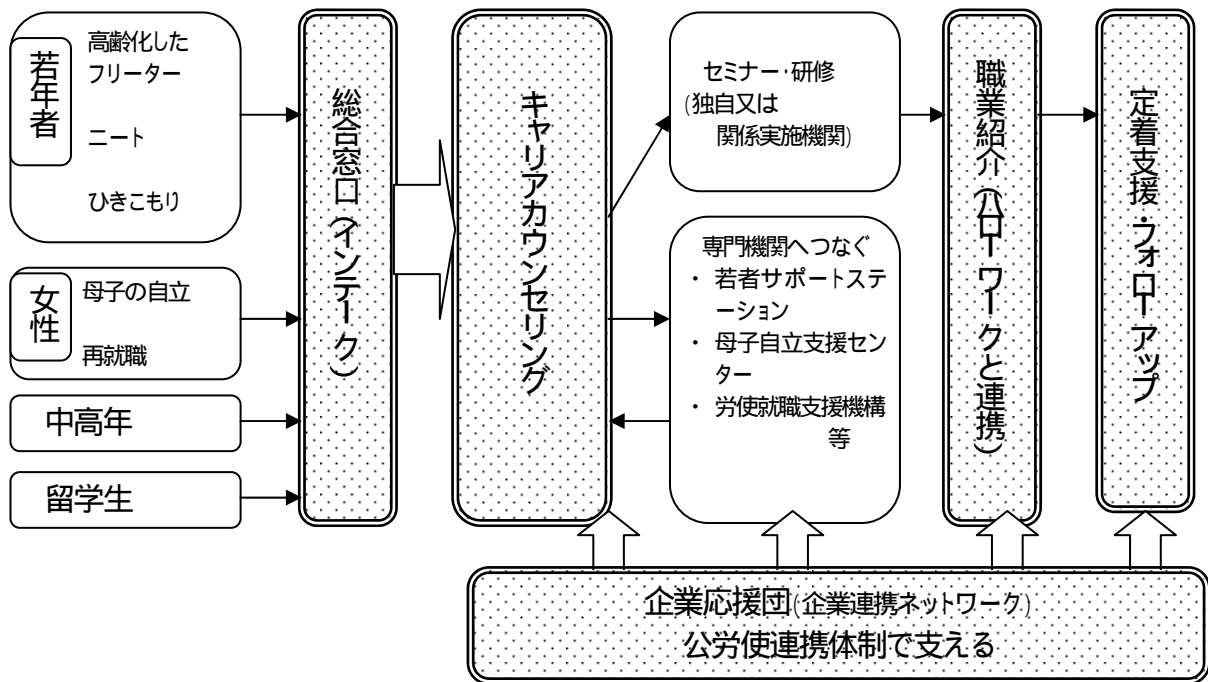 若年者
高齢化した
フリーター
ニート
ひきこもり
女性
母子の自立
再就職
中高年
留学生
総合窓口(インテーク)
キャリアカウンセリング
セミナー・研修
(独自又は
関係実施機関)
専門機関へつなぐ
・ 若者サポートステ
ーション
・ 母子自立支援セン
ター
・ 労使就職支援機構
等
職業紹介(ハローワークと連携)
定着支援・フォローアップ
企業応援団(企業連携ネットワーク)
公労使連携体制で支える